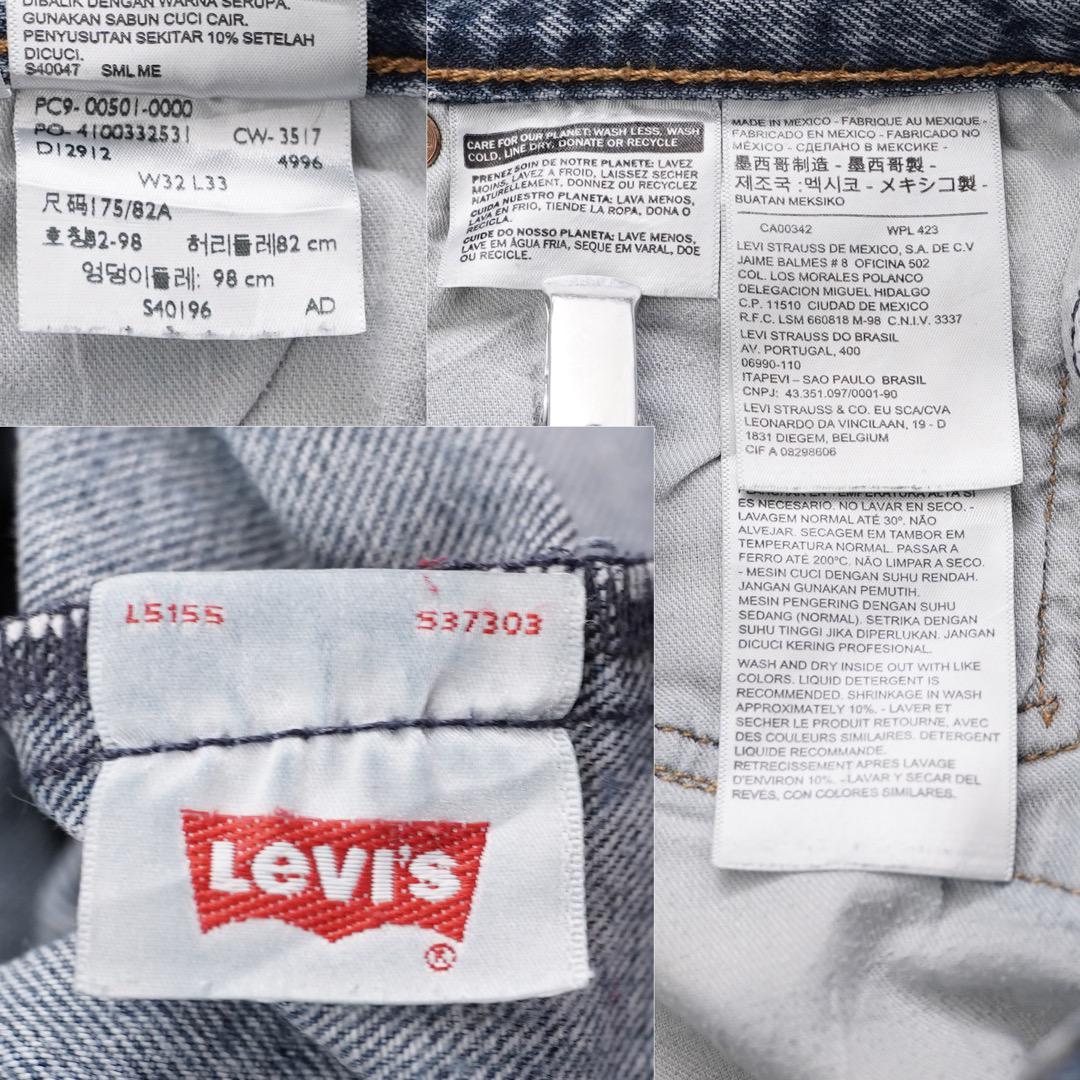 DIBALIK DENGAN WARNA SERUPA.
GUNAKAN SABUN CUCI CAIR.
PENYUSUTAN SEKITAR 10% SETELAH
DICUCI.
S40047 SML ME
PC9-00501-0000
PO-4100332531 CW-3517
D12912 4996
W32 L33
尺码175/82A
호칭82-98 허리둘레82 cm
엉덩이둘레: 98 cm
S40196 AD
CARE FOR OUR PLANET: WASH LESS, WASH
COLD, LINE DRY, DONATE OR RECYCLE
PRENEZ SOIN DE NOTRE PLANETE: LAVEZ
MOINS, LAVEZ A FROID, LAISSEZ SECHER
NATURELLEMENT, DONNEZ OU RECYCLEZ
CUIDA NUESTRO PLANETA: LAVA MENOS,
LAVA EN FRIO, TIENDE LA ROPA, DONA O
RECICLA.
CUIDE DO NOSSO PLANETA: LAVE MENOS,
LAVE EM ÁGUA FRIA, SEQUE EM VARAL, DOE
OU RECICLE.
MADE IN MEXICO - FABRIQUE AU MEXIQUE -
FABRICADO EN MEXICO - FABRICADO NO
MÉXICO - СДЕЛАНО В МЕКСИКЕ -
墨西哥制造 - 墨西哥製 -
제조국 :멕시코 - メキシコ製 -
BUATAN MEKSIKO
CA00342 WPL 423
LEVI STRAUSS DE MEXICO, S.A. DE C.V
JAIME BALMES # 8 OFICINA 502
COL. LOS MORALES POLANCO
DELEGACION MIGUEL HIDALGO
C.P. 11510 CIUDAD DE MEXICO
R.F.C. LSM 660818 M-98 C.N.I.V. 3337
LEVI STRAUSS DO BRASIL
AV. PORTUGAL, 400
06990-110
ITAPEVI – SAO PAULO BRASIL
CNPJ: 43.351.097/0001-90
LEVI STRAUSS & CO. EU SCA/CVA
LEONARDO DA VINCILAAN, 19 - D
1831 DIEGEM, BELGIUM
CIF A 08298606
EN TEMPERATURA ALTA SI
ES NECESARIO. NO LAVAR EN SECO. -
LAVAGEM NORMAL ATÉ 30°. NÃO
ALVEJAR. SECAGEM EM TAMBOR EM
TEMPERATURA NORMAL. PASSAR A
FERRO ATÉ 200°C. NÃO LIMPAR A SECO.
- MESIN CUCI DENGAN SUHU RENDAH.
JANGAN GUNAKAN PEMUTIH.
MESIN PENGERING DENGAN SUHU
SEDANG (NORMAL). SETRIKA DENGAN
SUHU TINGGI JIKA DIPERLUKAN. JANGAN
DICUCI KERING PROFESIONAL.
WASH AND DRY INSIDE OUT WITH LIKE
COLORS. LIQUID DETERGENT IS
RECOMMENDED. SHRINKAGE IN WASH
APPROXIMATELY 10%. - LAVER ET
SECHER LE PRODUIT RETOURNE, AVEC
DES COULEURS SIMILAIRES. DETERGENT
LIQUIDE RECOMMANDE.
RETRECISSEMENT APRES LAVAGE
D'ENVIRON 10%. - LAVAR Y SECAR DEL
REVES, CON COLORES SIMILARES.
L5155 S37303
LEVI'S
®